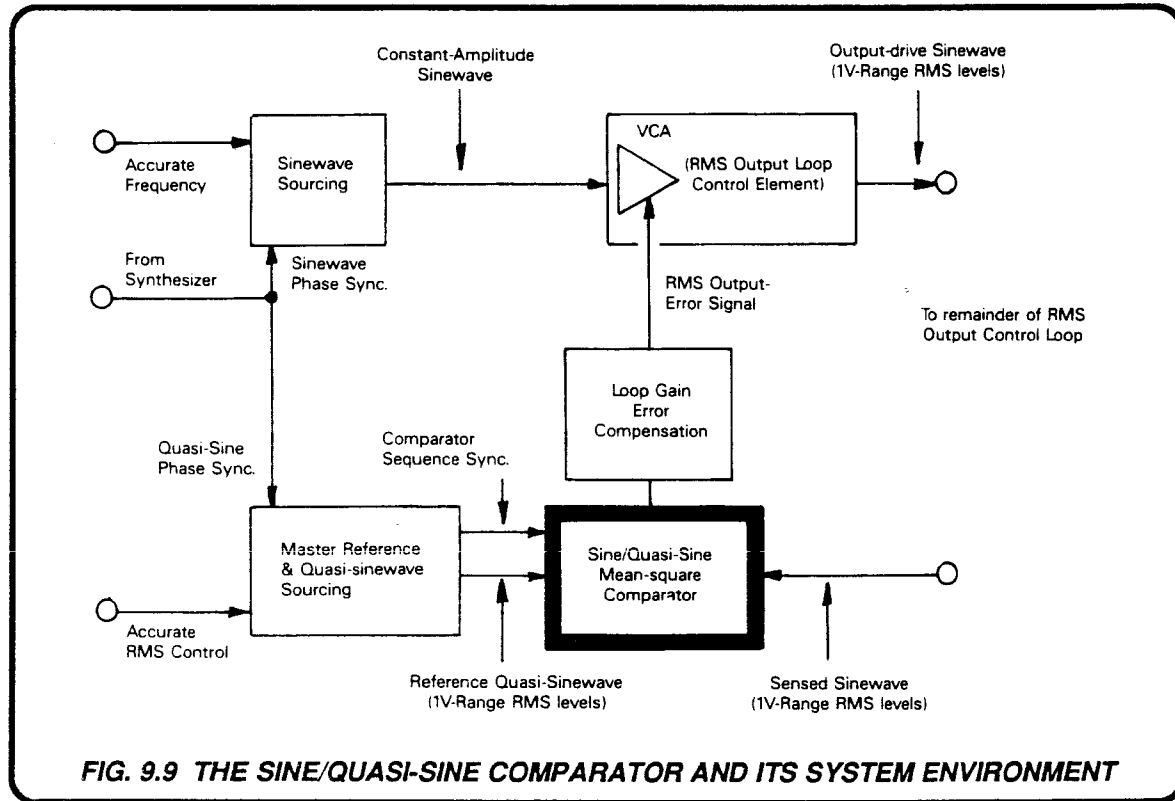 Constant-Amplitude
Sinewave
Output-drive Sinewave
(1V-Range RMS levels)
Accurate
Frequency
Sinewave
Sourcing
VCA
(RMS Output Loop
Control Element)
From
Synthesizer
Sinewave
Phase Sync.
RMS Output-
Error Signal
To remainder of RMS
Output Control Loop
Loop Gain
Error
Compensation
Quasi-Sine
Phase Sync.
Comparator
Sequence Sync.
Master Reference
& Quasi-sinewave
Sourcing
Sine/Quasi-Sine
Mean-square
Comparator
Accurate
RMS Control
Reference Quasi-Sinewave
(1V-Range RMS levels)
Sensed Sinewave
(1V-Range RMS levels)
FIG. 9.9 THE SINE/QUASI-SINE COMPARATOR AND ITS SYSTEM ENVIRONMENT